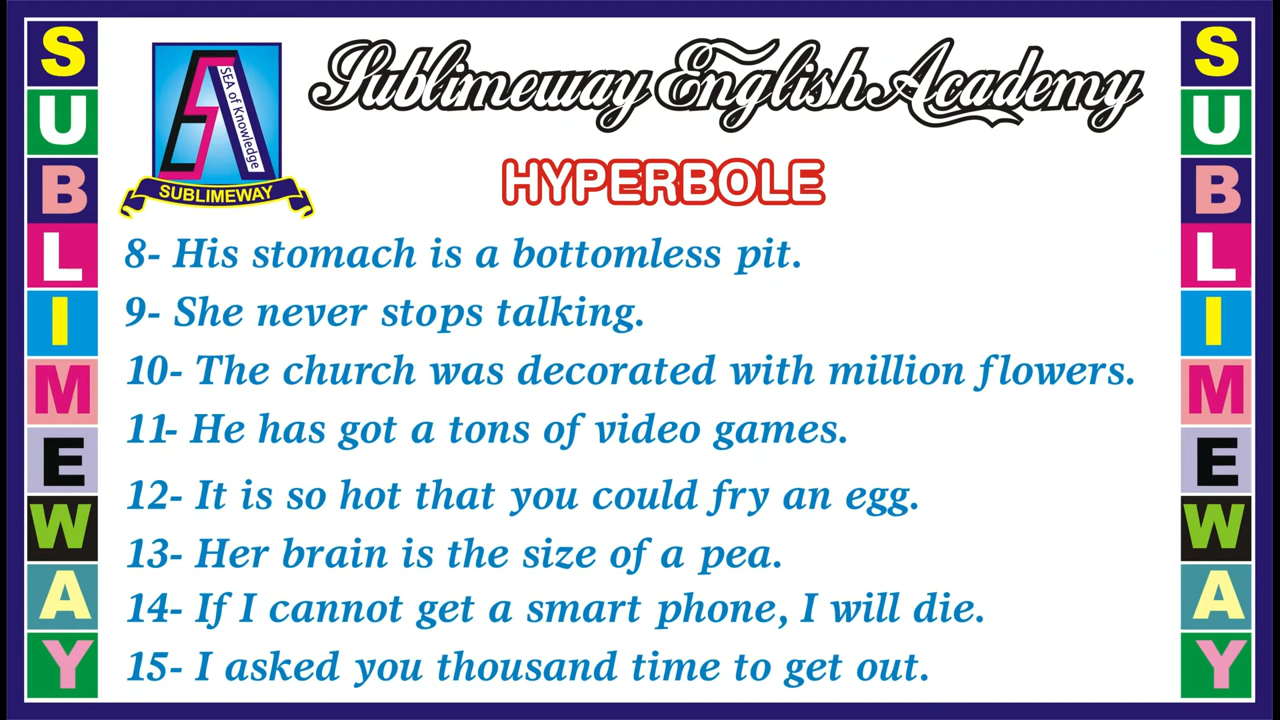 S
U
B
L
I
M
E
W
A
Y
SEA of Knowledge
SUBLIMEWAY
Sublimeway English Academy
HYPERBOLE
8- His stomach is a bottomless pit.
9- She never stops talking.
10- The church was decorated with million flowers.
11- He has got a tons of video games.
12- It is so hot that you could fry an egg.
13- Her brain is the size of a pea.
14- If I cannot get a smart phone, I will die.
15- I asked you thousand time to get out.
S
U
B
L
I
M
E
W
A
Y